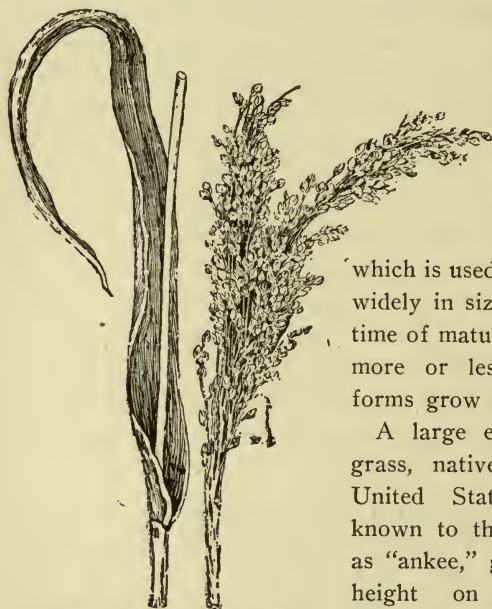 which is used
widely in siz
time of matu
more or les
forms grow
A large e
grass, native
United Stat
known to th
as “ankee,” g
height on